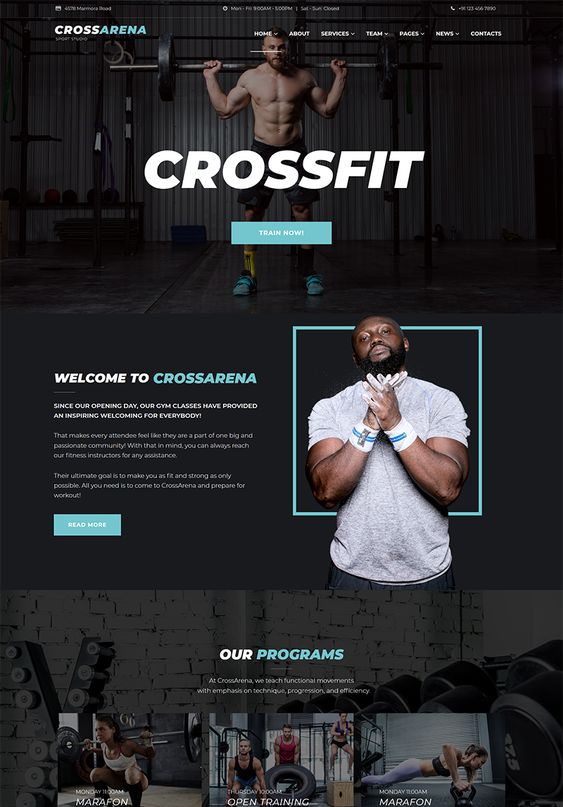 4578 Marmora Road
Mon - Fri: 9:00AM - 5:00PM | Sat - Sun: Closed
+91 123 456 7890
CROSSARENA
SPORT STUDIO
HOME ABOUT SERVICES TEAM PAGES NEWS CONTACTS
CROSSFIT
TRAIN NOW!
WELCOME TO CROSSARENA
SINCE OUR OPENING DAY, OUR GYM CLASSES HAVE PROVIDED
AN INSPIRING WELCOMING FOR EVERYBODY!
That makes every attendee feel like they are a part of one big and
passionate community! With that in mind, you can always reach
our fitness instructors for any assistance.
Their ultimate goal is to make you as fit and strong as only
possible. All you need is to come to CrossArena and prepare for
workout!
READ MORE
OUR PROGRAMS
At CrossArena, we teach functional movements
with emphasis on technique, progression, and efficiency.
MONDAY 11:00AM
MARAFON
THURSDAY 10:00AM
OPEN TRAINING
MONDAY 11:00AM
MARAFON